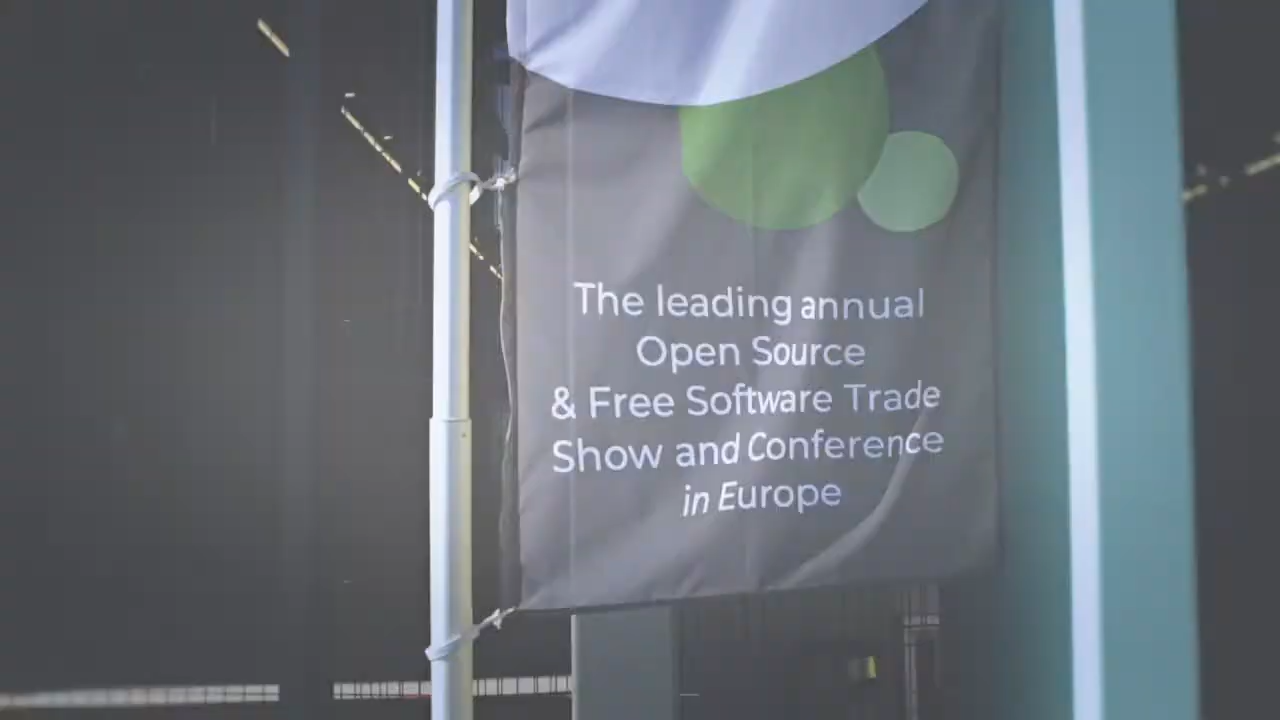 The leading annual
Open Source
& Free Software Trade
Show and Conference
in Europe